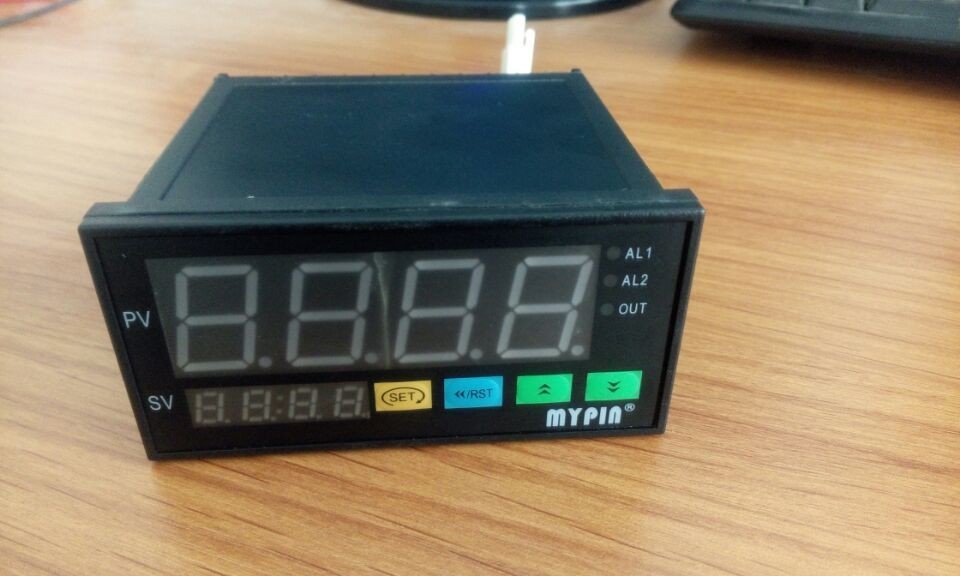 AL1
AL2
PV
OUT
SV
SET
/RST
MYPIN®